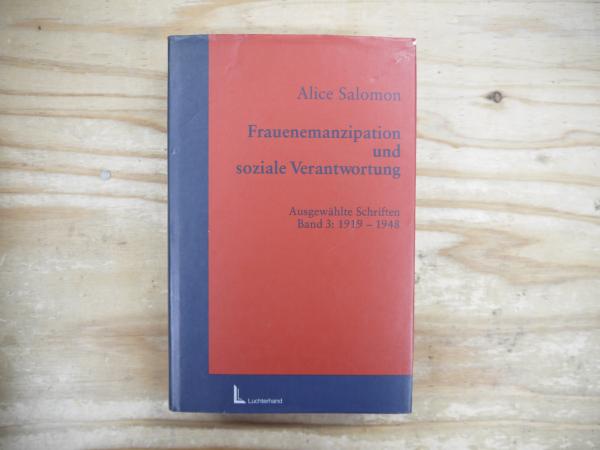 Alice Salomon
Frauenemanzipation
und
soziale Verantwortung
Ausgewählte Schriften
Band 3: 1919 – 1948
Luchterhand